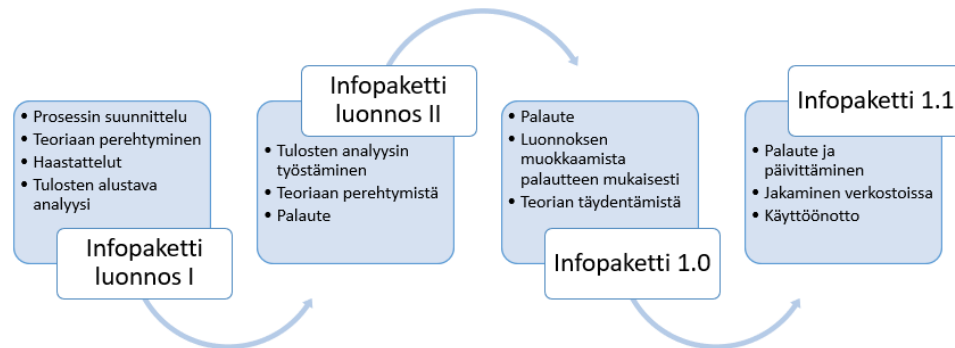 • Prosessin suunnittelu
• Teoriaan perehtyminen
• Haastattelut
• Tulosten alustava
analyysi
Infopaketti
luonnos I
Infopaketti
luonnos II
• Tulosten analyysin
työstäminen
• Teoriaan perehtymistä
• Palaute
• Palaute
• Luonnoksen
muokkaamista
palautteen mukaisesti
• Teorian täydentämistä
Infopaketti 1.0
Infopaketti 1.1
• Palaute ja
päivittäminen
• Jakaminen verkostoissa
• Käyttöönotto